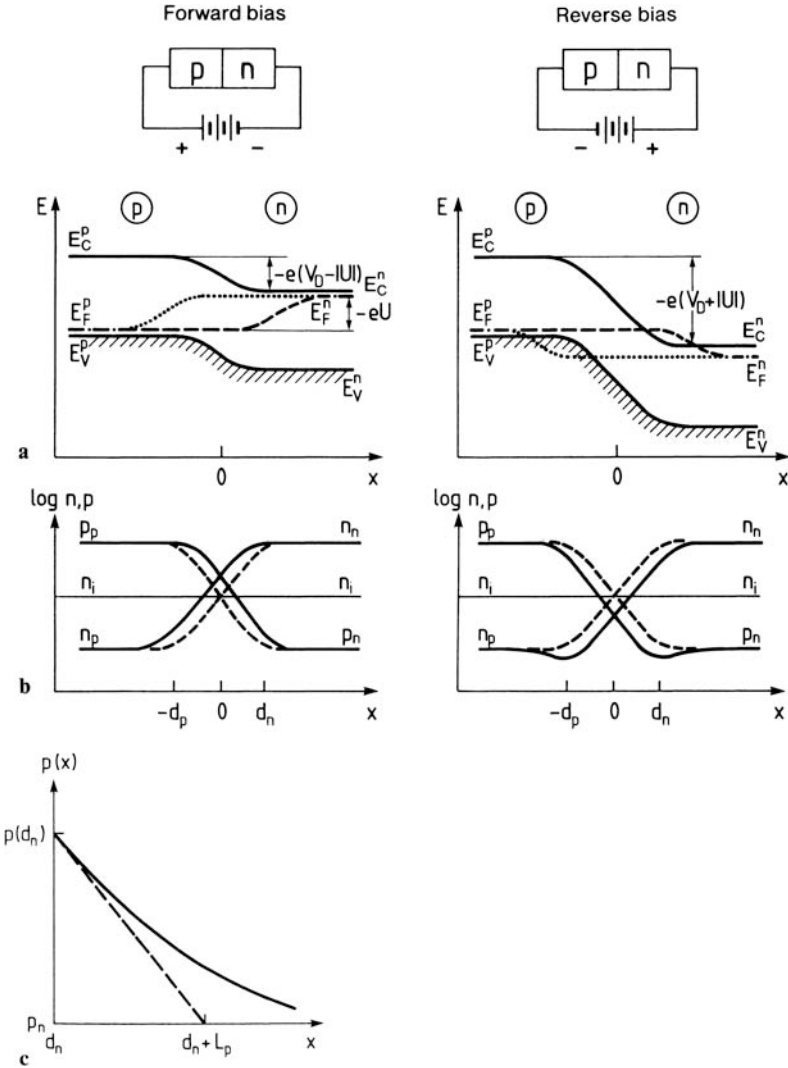 Forward bias
Reverse bias
p n
p n
+ -
- +
E
p
n
E_C^p
-e(V_D-|U|)
E_C^n
E_F^p
E_F^n
-eU
E_V^p
E_V^n
a
0
x
E
p
n
E_C^p
-e(V_D+|U|)
E_F^p
E_C^n
E_V^p
E_F^n
E_V^n
0
x
log n,p
p_p
n_n
n_i
n_i
n_p
p_n
b
-d_p 0 d_n x
log n,p
p_p
n_n
n_i
n_i
n_p
p_n
-d_p 0 d_n x
p(x)
p(d_n)
p_n
d_n
d_n + L_p
x
c